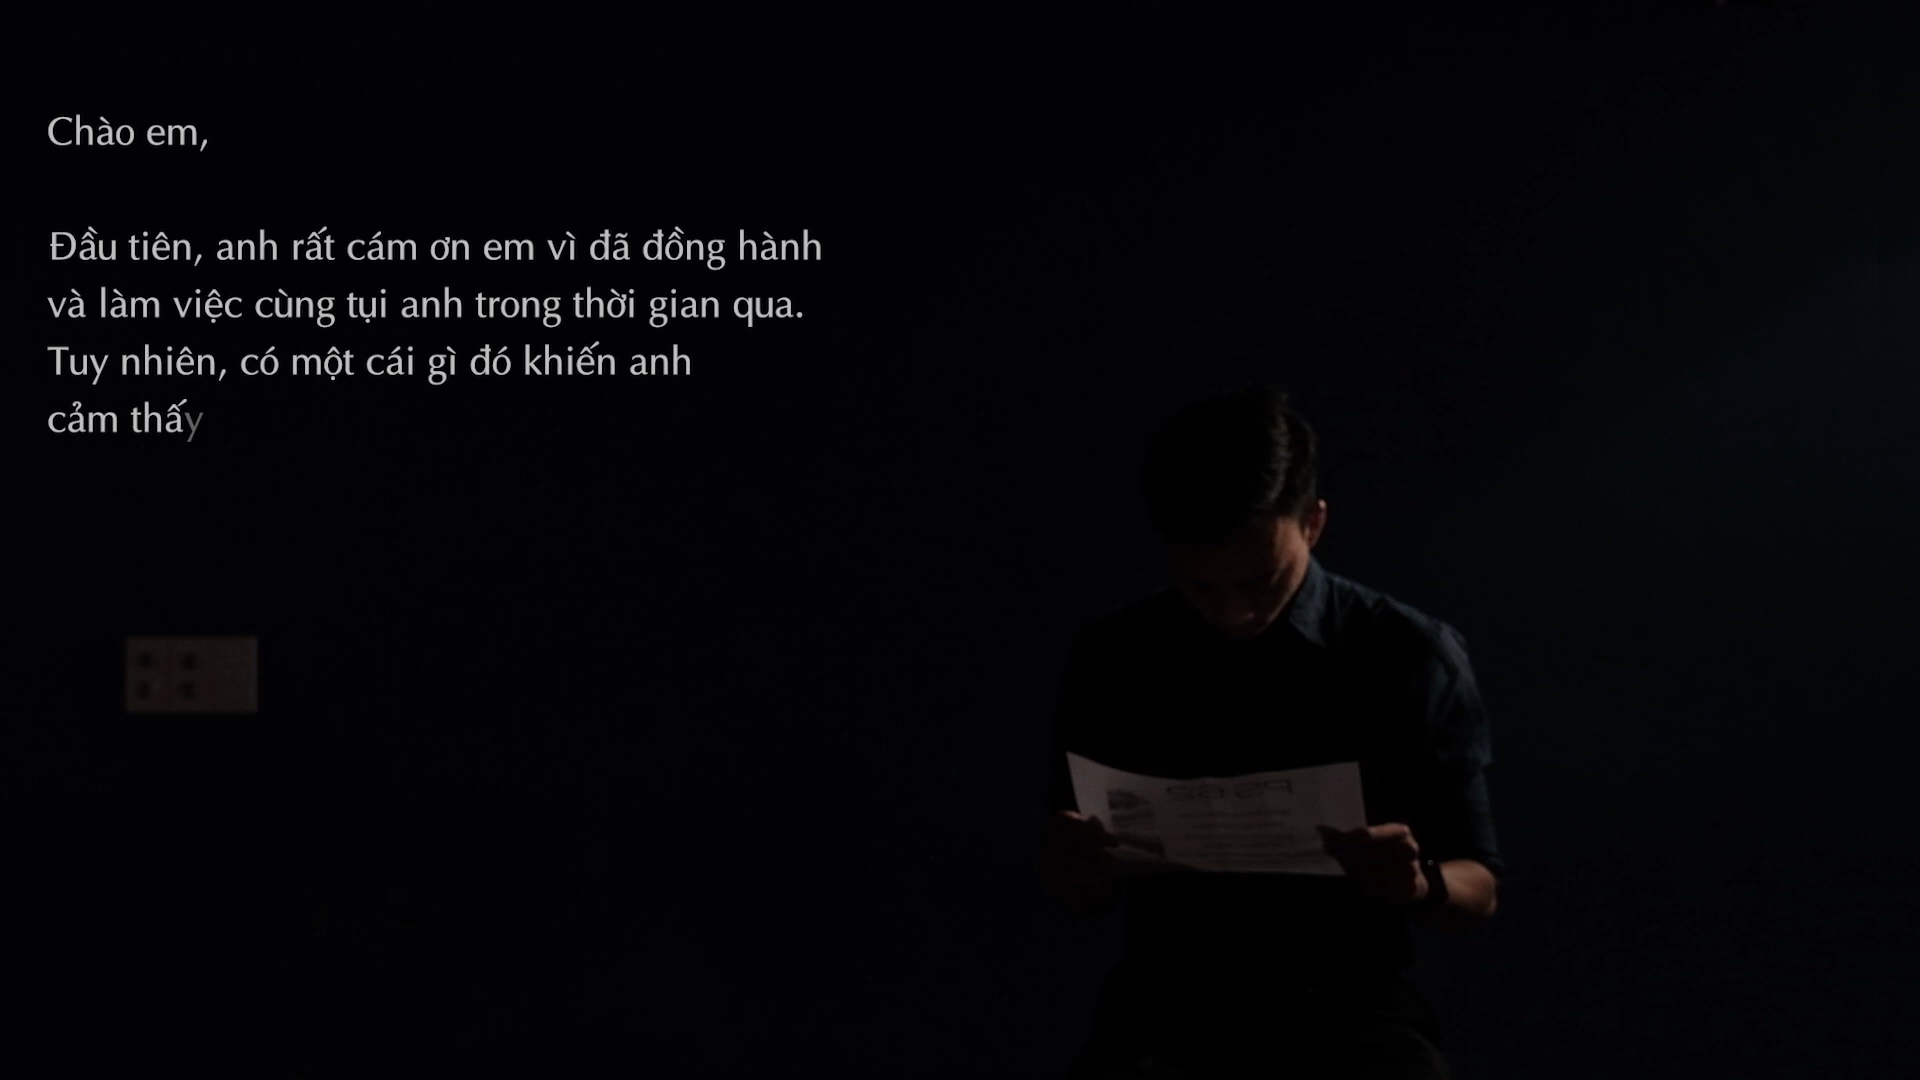 Chào em,
Đầu tiên, anh rất cám ơn em vì đã đồng hành
và làm việc cùng tụi anh trong thời gian qua.
Tuy nhiên, có một cái gì đó khiến anh
cảm thấy